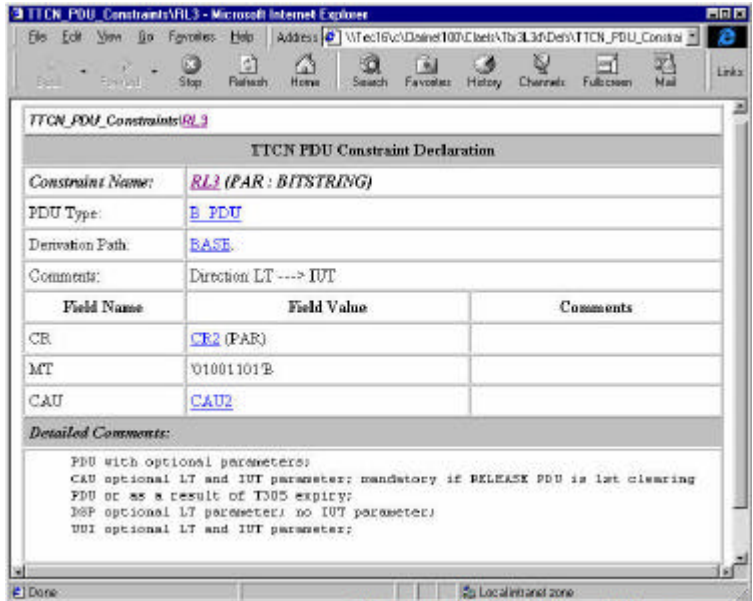 TTCN_PDU_Constraints\RL3 - Microsoft Internet Explorer
File Edit View Go Favorites Help Address
Back Forward Stop Refresh Home Search Favorites History Channels Fullscreen Mail Links
TTCN_PDU_Constraints\RL3
TTCN PDU Constraint Declaration
Constraint Name: RL3 (PAR : BITSTRING)
PDU Type: B_PDU
Derivation Path: BASE.
Comments: Direction LT ---> IUT
Field Name Field Value Comments
CR CR2 (PAR)
MT '01001101'B
CAU CAU2
Detailed Comments:
PDU with optional parameters;
CAU optional LT and IUT parameter; mandatory if RELEASE PDU is 1st clearing
PDU or as a result of T305 expiry;
DSP optional LT parameter; no IUT parameter;
UUI optional LT and IUT parameter;
Done Local intranet zone